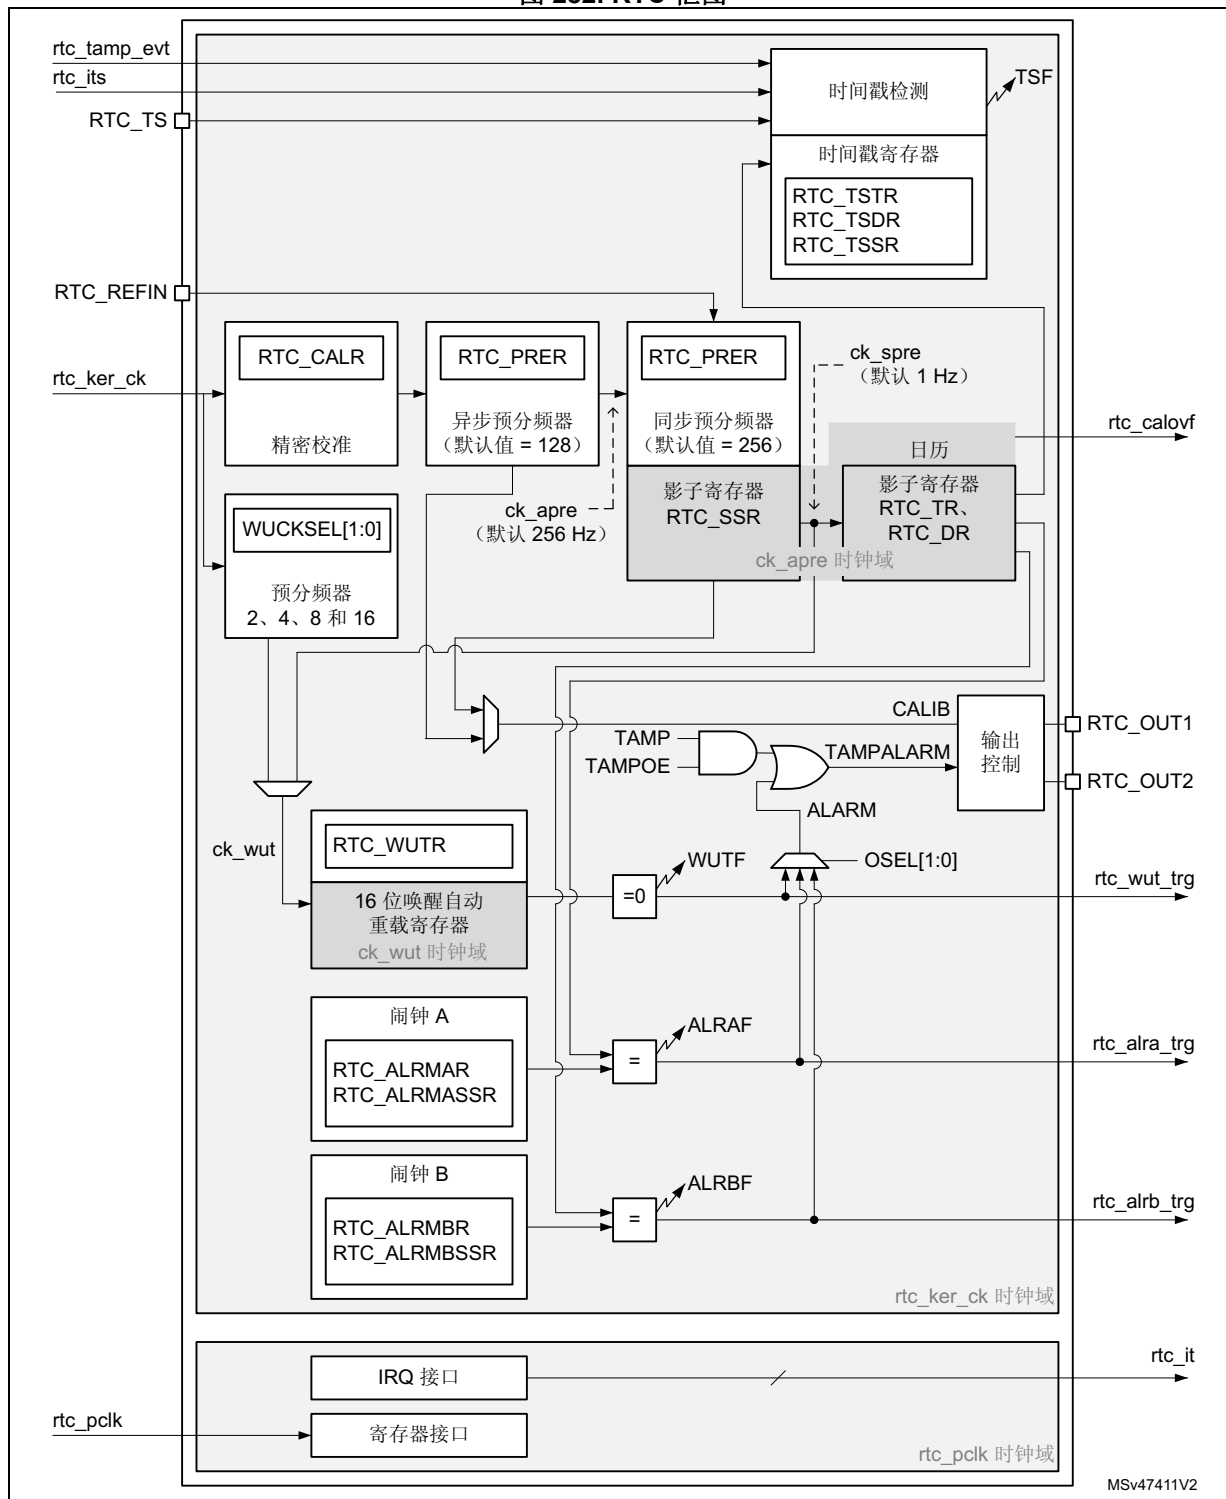 图 232. RTC 框图
rtc_tamp_evt
rtc_its
RTC_TS
时间戳检测
TSF
时间戳寄存器
RTC_TSTR
RTC_TSDR
RTC_TSSR
RTC_REFIN
rtc_ker_ck
RTC_CALR
精密校准
RTC_PRER
异步预分频器
（默认值 = 128）
RTC_PRER
同步预分频器
（默认值 = 256）
ck_spre
（默认 1 Hz）
rtc_calovf
日历
WUCKSEL[1:0]
预分频器
2、4、8 和 16
ck_apre
（默认 256 Hz）
影子寄存器
RTC_SSR
影子寄存器
RTC_TR、
RTC_DR
ck_apre 时钟域
CALIB
TAMP
TAMPOE
TAMPALARM
输出
控制
RTC_OUT1
RTC_OUT2
ALARM
ck_wut
RTC_WUTR
16 位唤醒自动
重载寄存器
ck_wut 时钟域
=0
WUTF
OSEL[1:0]
rtc_wut_trg
闹钟 A
RTC_ALRMAR
RTC_ALRMASSR
=
ALRAF
rtc_alra_trg
闹钟 B
RTC_ALRMBR
RTC_ALRMBSSR
=
ALRBF
rtc_alrb_trg
rtc_ker_ck 时钟域
IRQ 接口
rtc_it
rtc_pclk
寄存器接口
rtc_pclk 时钟域
MSv47411V2